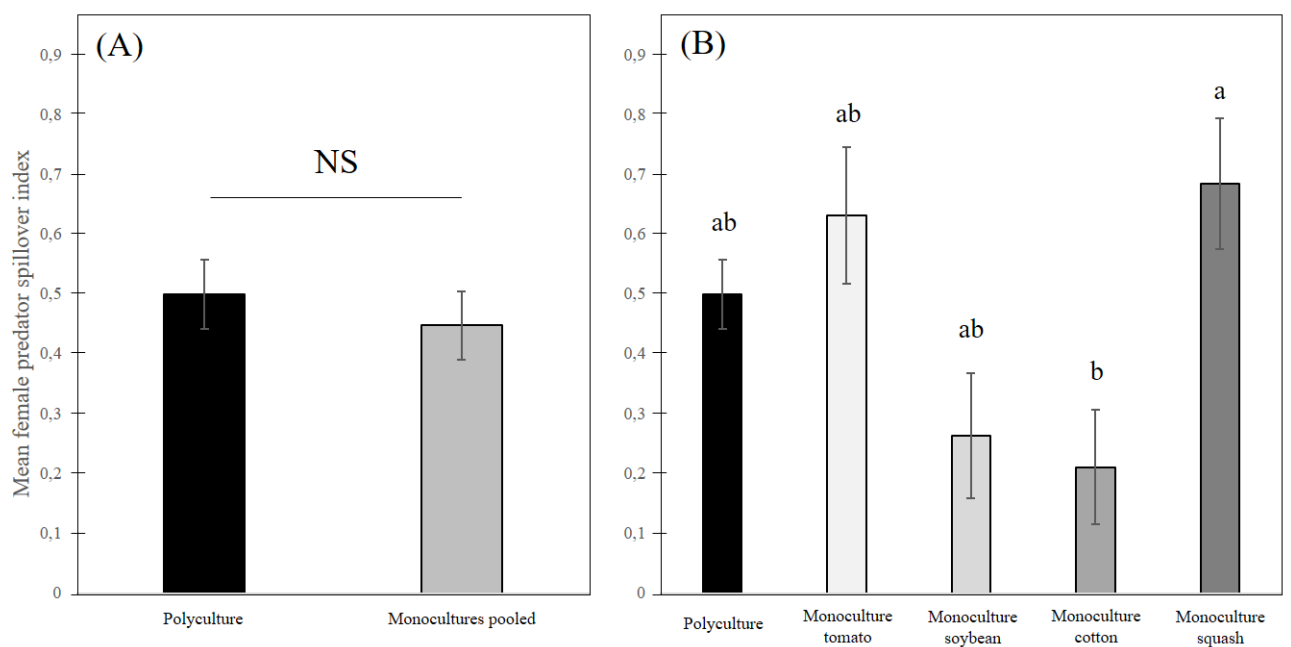 Mean female predator spillover index
(A)
0,9
0,8
0,7
0,6
0,5
0,4
0,3
0,2
0,1
0
NS
Polyculture
Monocultures pooled
(B)
0,9
0,8
0,7
0,6
0,5
0,4
0,3
0,2
0,1
0
ab
ab
ab
b
a
Polyculture
Monoculture
tomato
Monoculture
soybean
Monoculture
cotton
Monoculture
squash